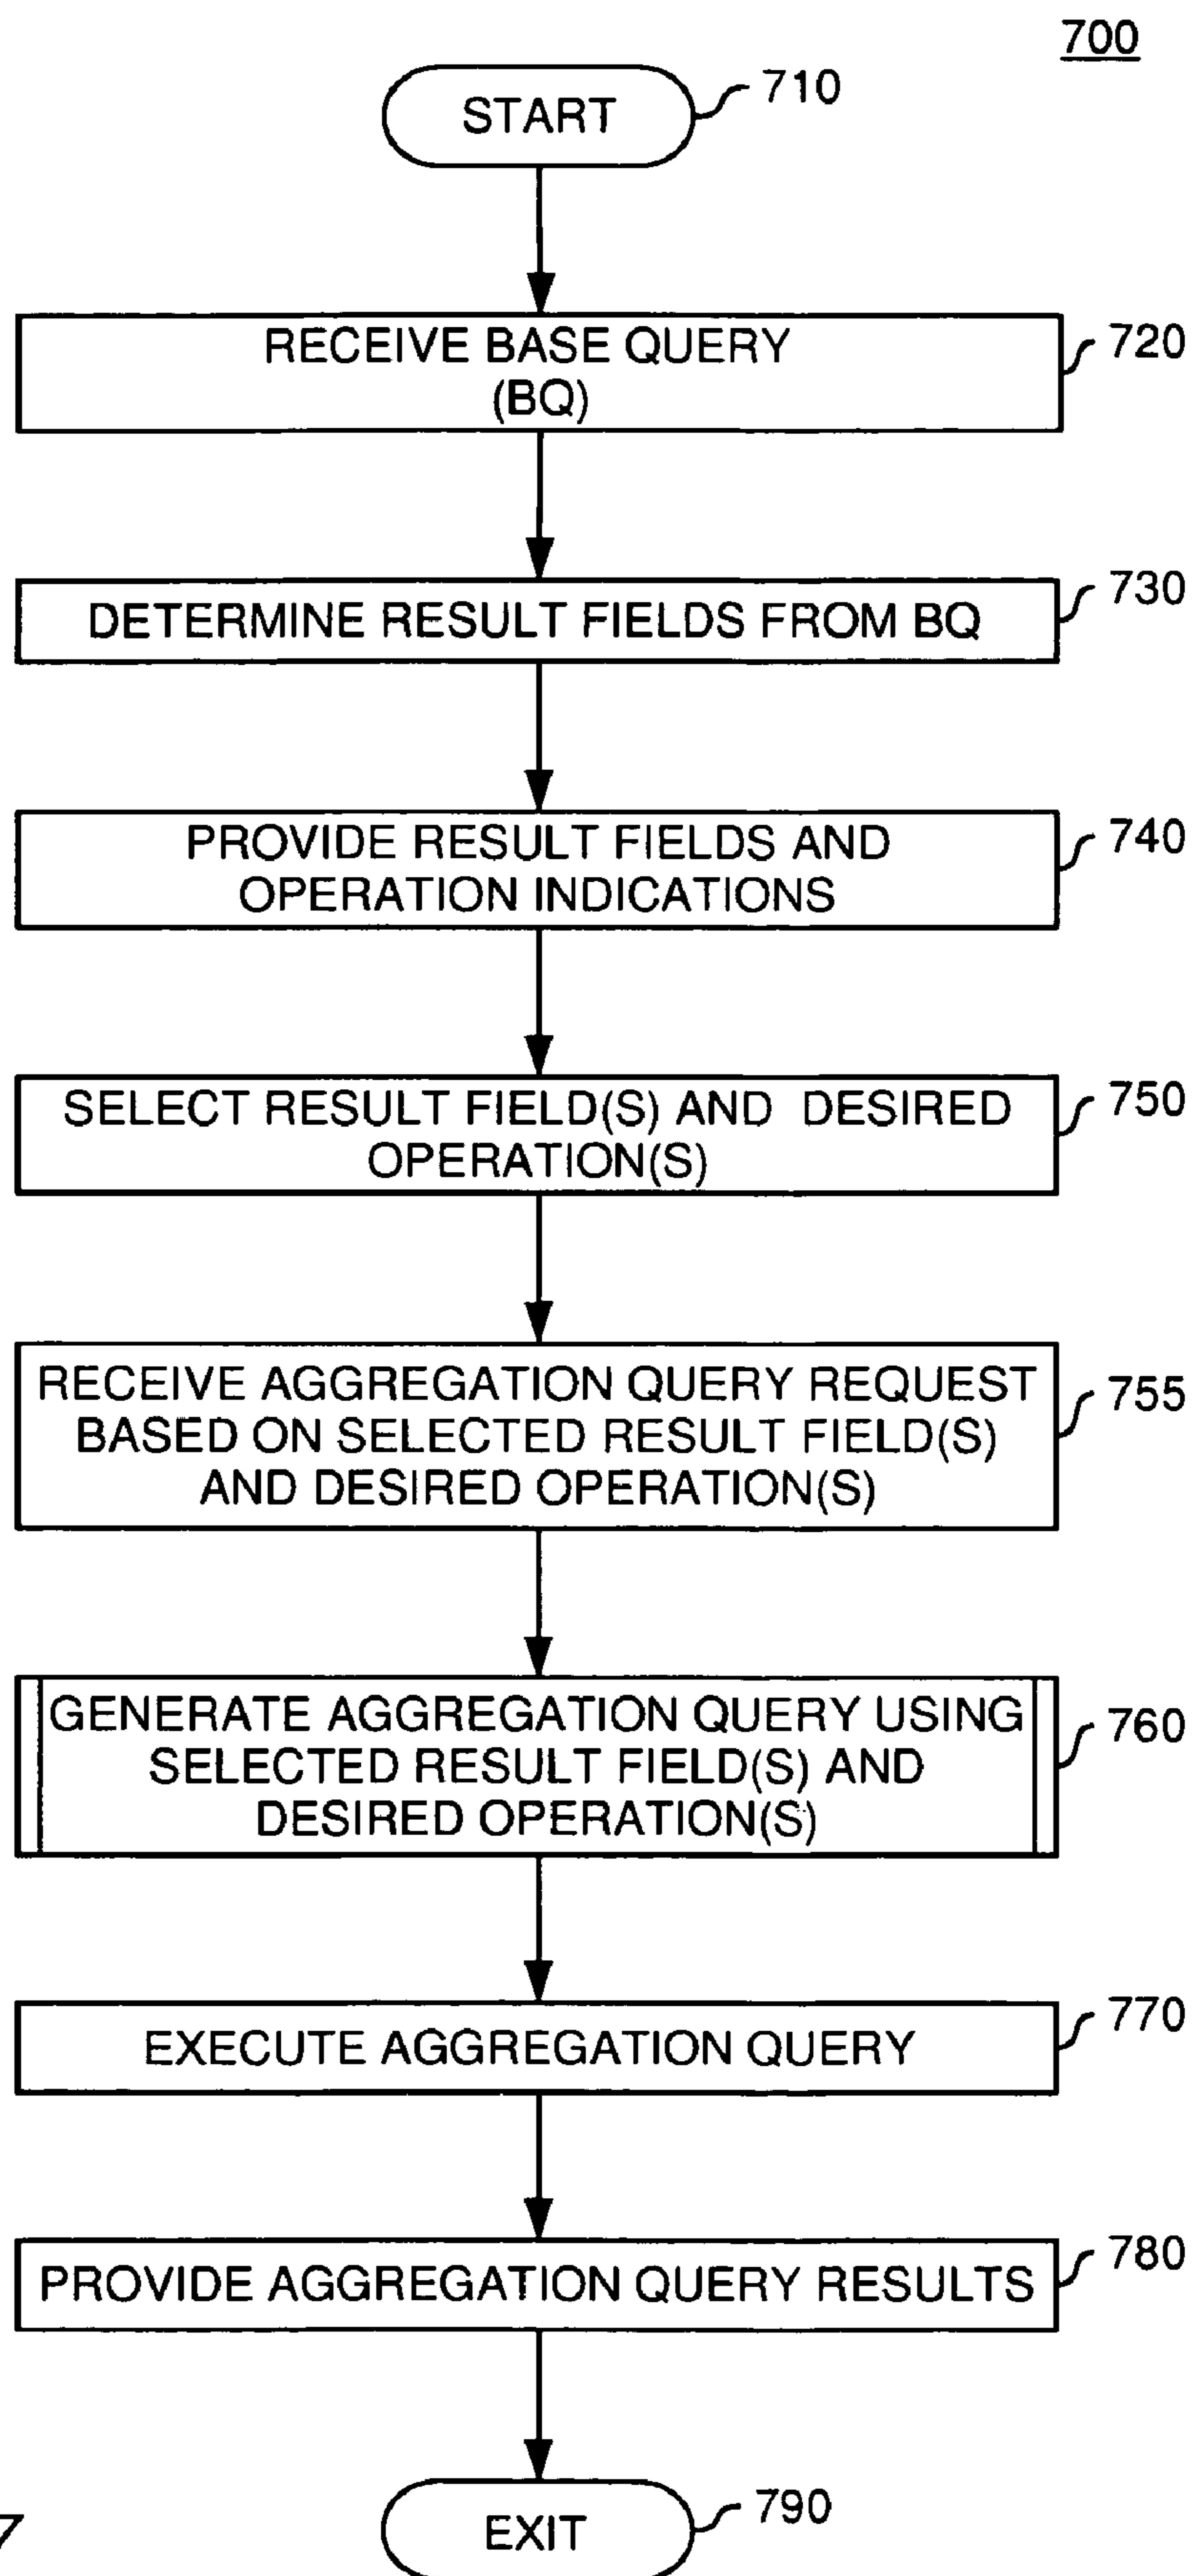 700
START
710
RECEIVE BASE QUERY
(BQ)
720
DETERMINE RESULT FIELDS FROM BQ
730
PROVIDE RESULT FIELDS AND
OPERATION INDICATIONS
740
SELECT RESULT FIELD(S) AND DESIRED
OPERATION(S)
750
RECEIVE AGGREGATION QUERY REQUEST
BASED ON SELECTED RESULT FIELD(S)
AND DESIRED OPERATION(S)
755
GENERATE AGGREGATION QUERY USING
SELECTED RESULT FIELD(S) AND
DESIRED OPERATION(S)
760
EXECUTE AGGREGATION QUERY
770
PROVIDE AGGREGATION QUERY RESULTS
780
EXIT
790